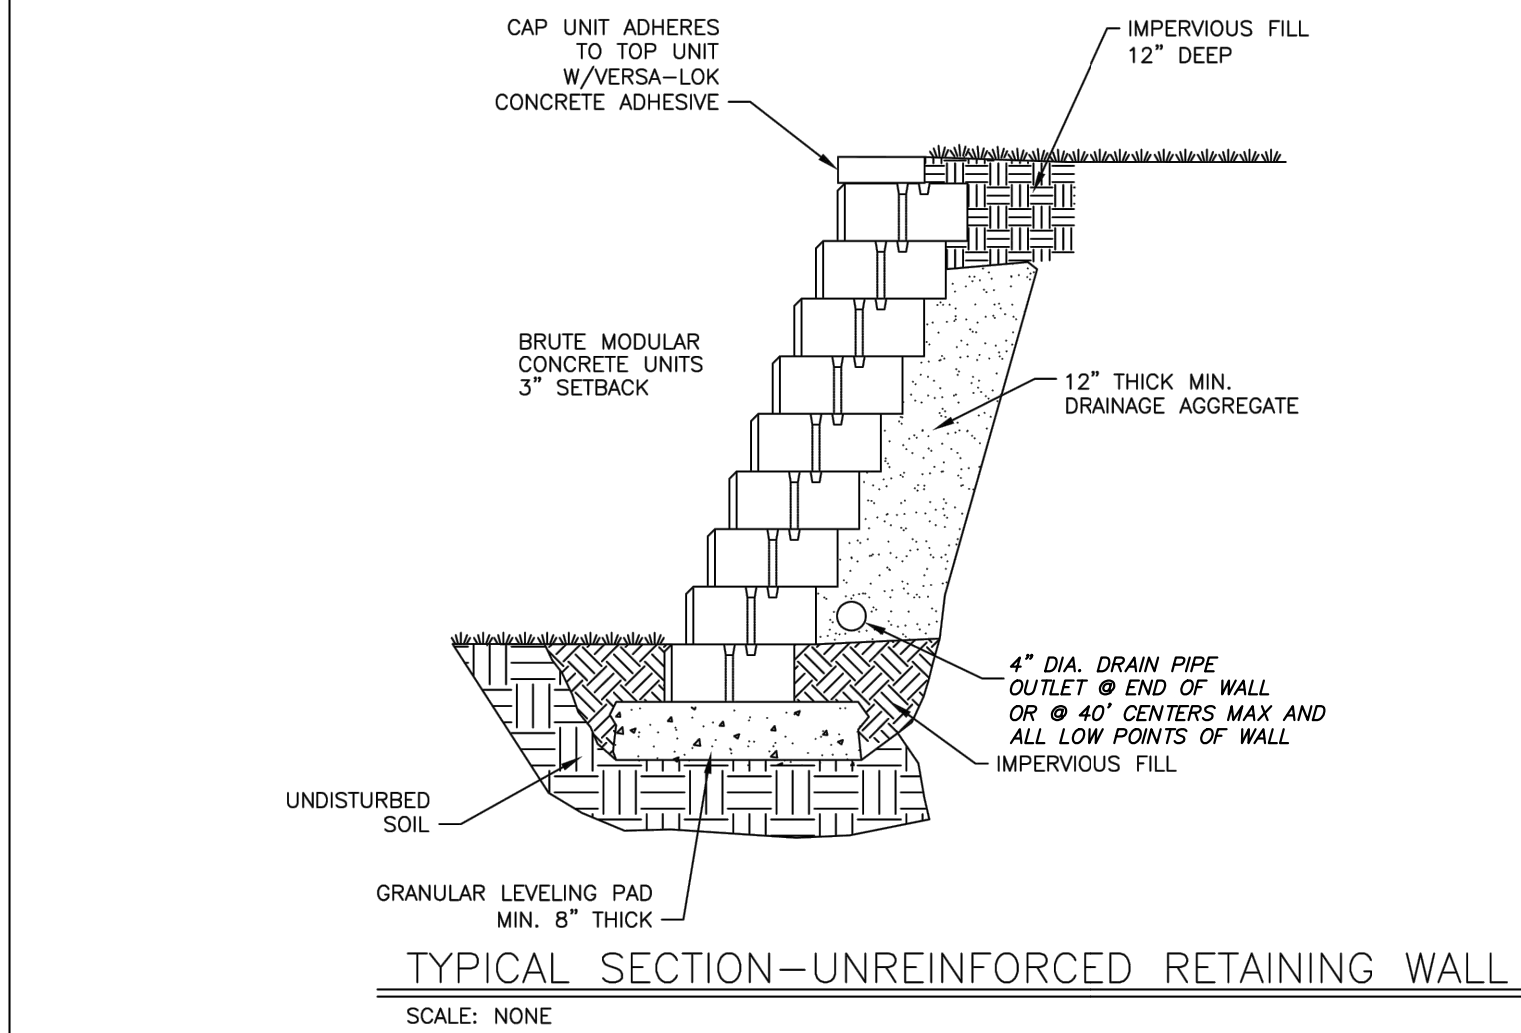 CAP UNIT ADHERES
TO TOP UNIT
W/VERSA-LOK
CONCRETE ADHESIVE
IMPERVIOUS FILL
12" DEEP
BRUTE MODULAR
CONCRETE UNITS
3" SETBACK
12" THICK MIN.
DRAINAGE AGGREGATE
4" DIA. DRAIN PIPE
OUTLET @ END OF WALL
OR @ 40' CENTERS MAX AND
ALL LOW POINTS OF WALL
IMPERVIOUS FILL
UNDISTURBED
SOIL
GRANULAR LEVELING PAD
MIN. 8" THICK
TYPICAL SECTION-UNREINFORCED RETAINING WALL
SCALE: NONE